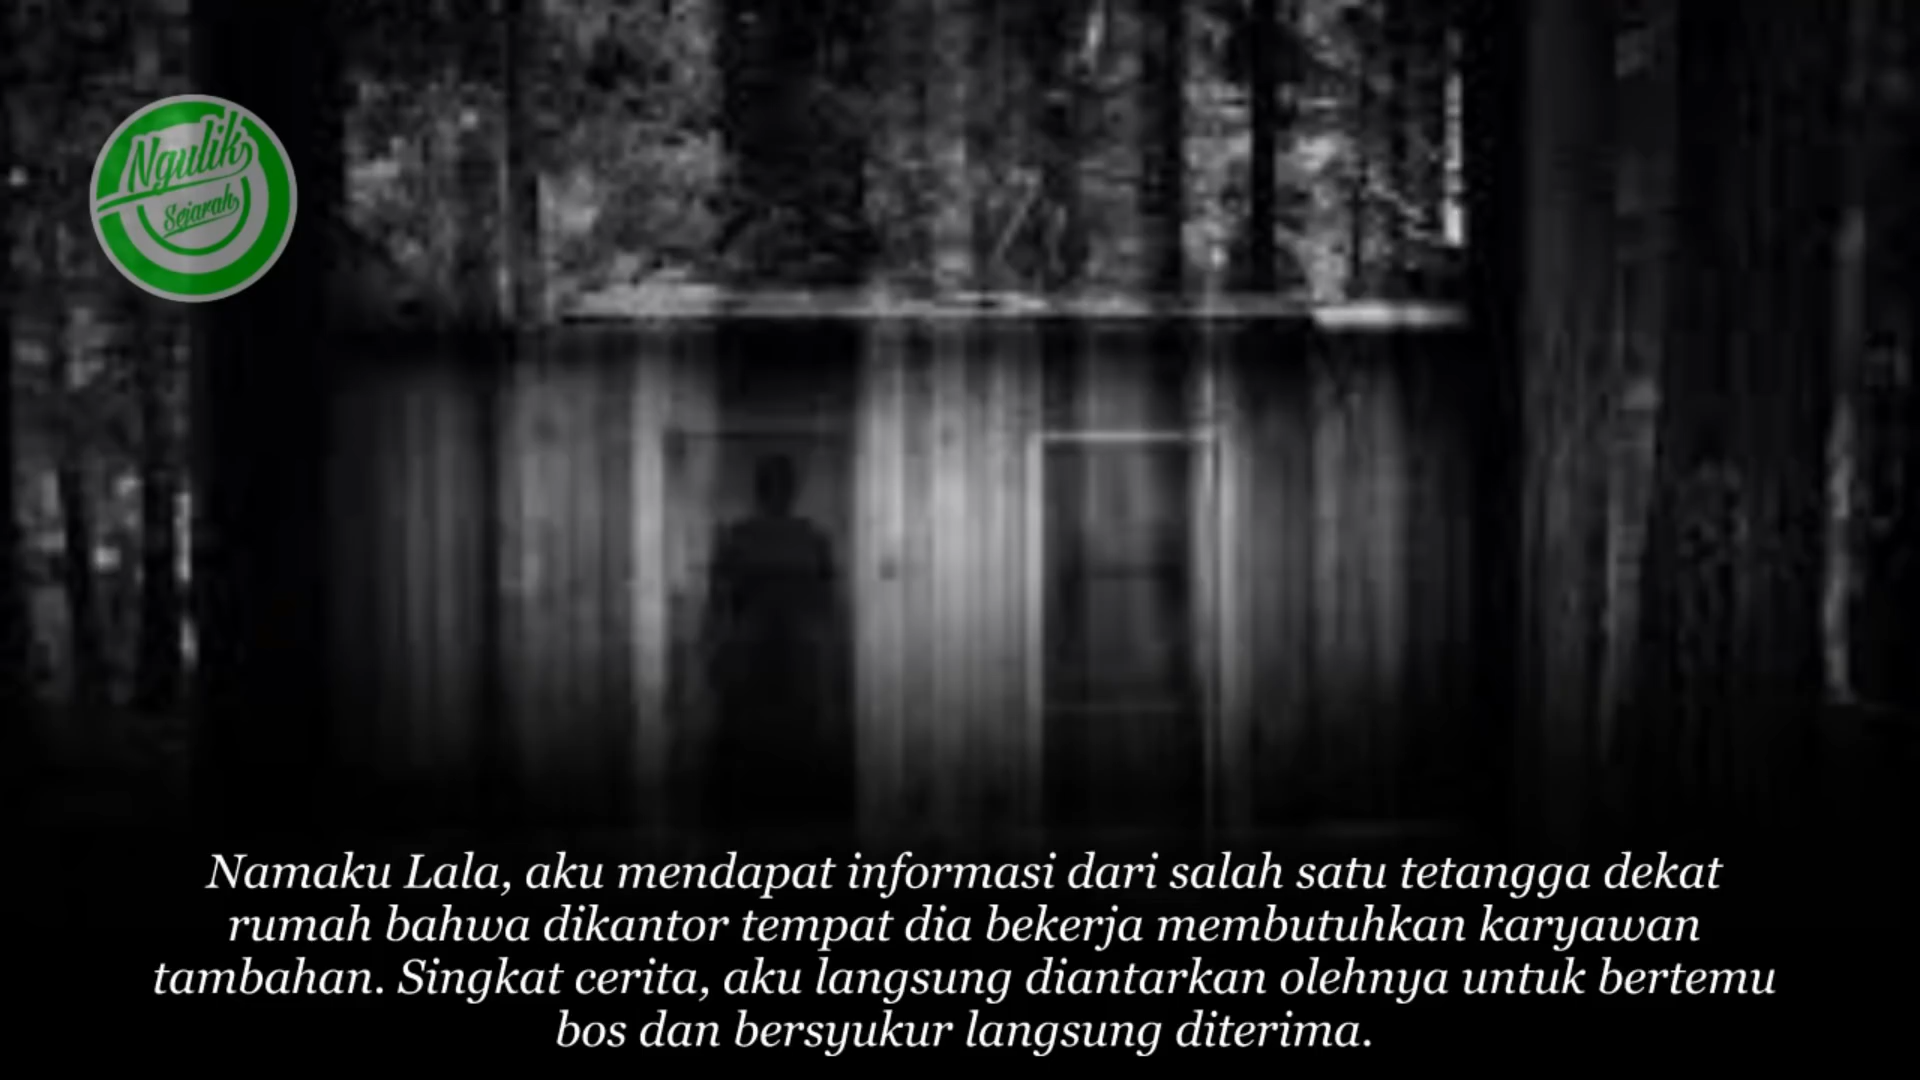 Ngulik
Sejarah
Namaku Lala, aku mendapat informasi dari salah satu tetangga dekat
rumah bahwa dikantor tempat dia bekerja membutuhkan karyawan
tambahan. Singkat cerita, aku langsung diantarkan olehnya untuk bertemu
bos dan bersyukur langsung diterima.